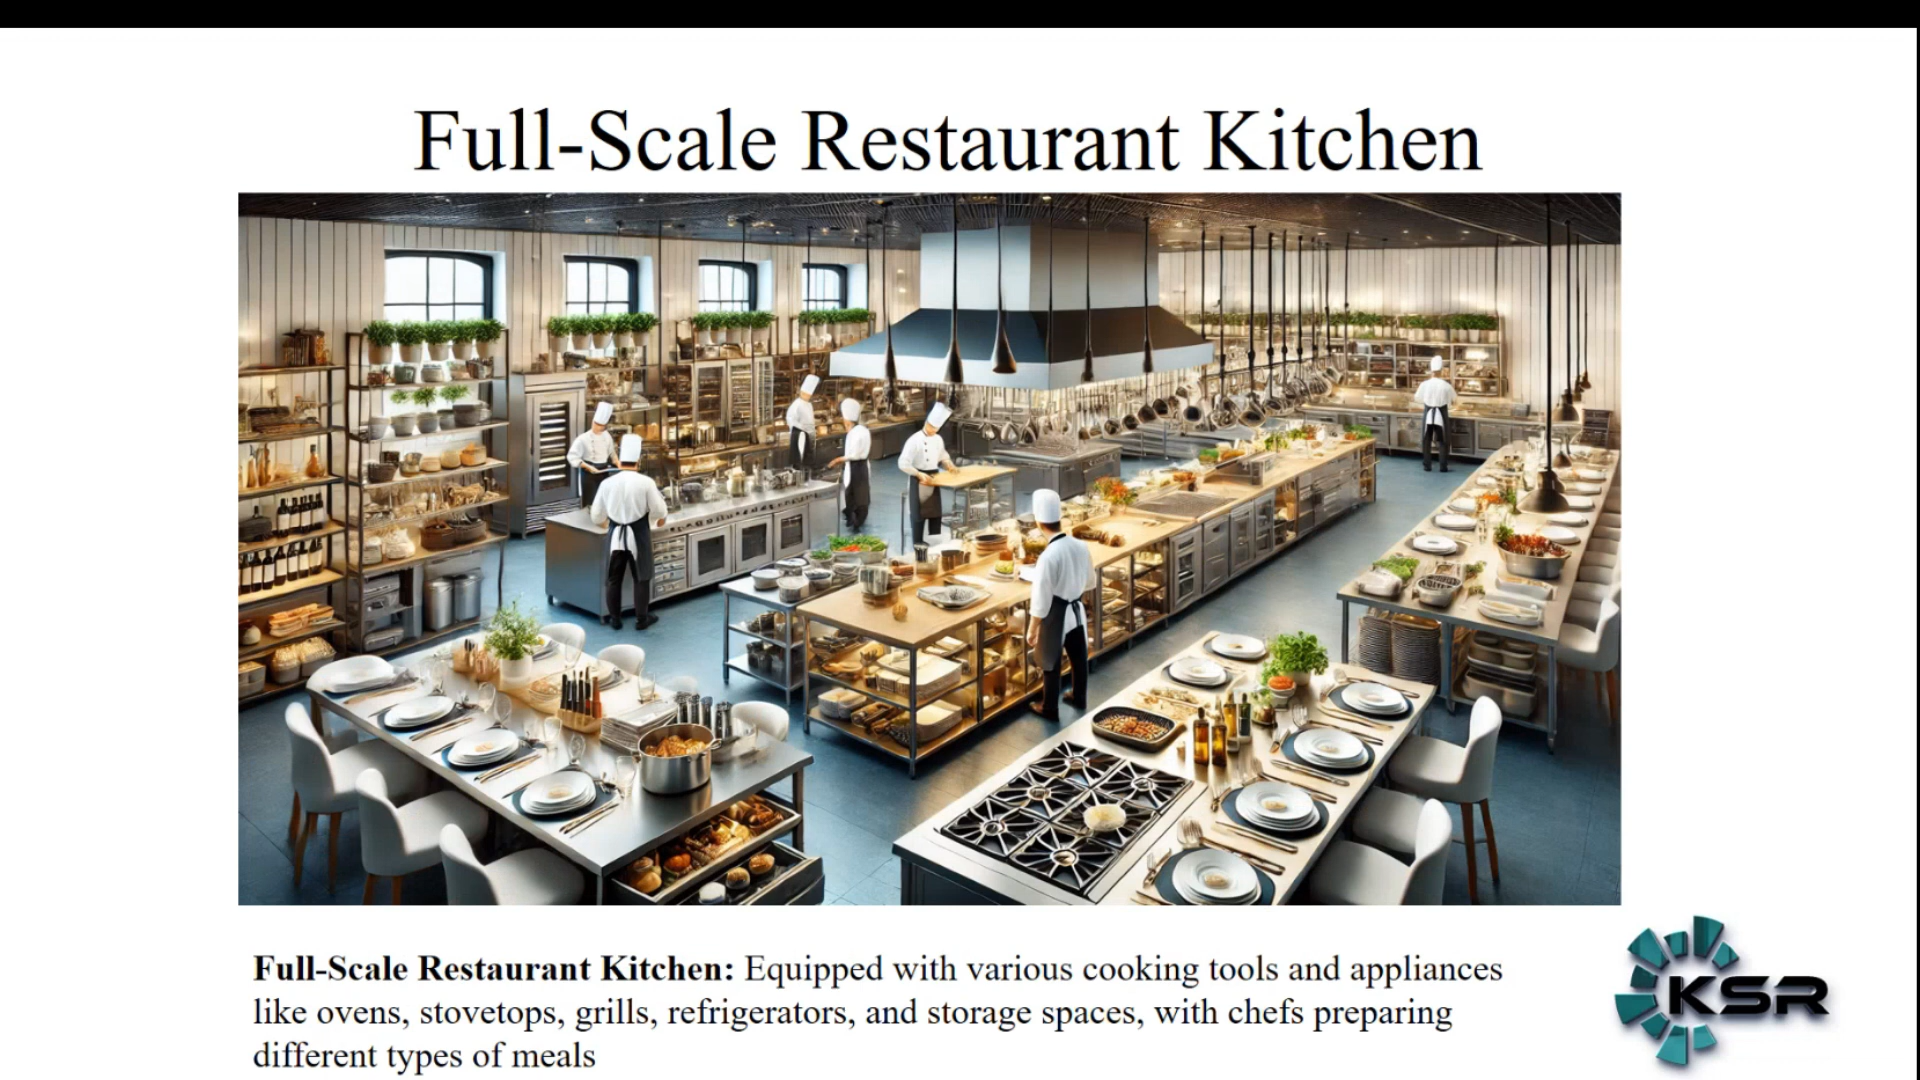 Full-Scale Restaurant Kitchen
Full-Scale Restaurant Kitchen: Equipped with various cooking tools and appliances
like ovens, stovetops, grills, refrigerators, and storage spaces, with chefs preparing
different types of meals
KSR